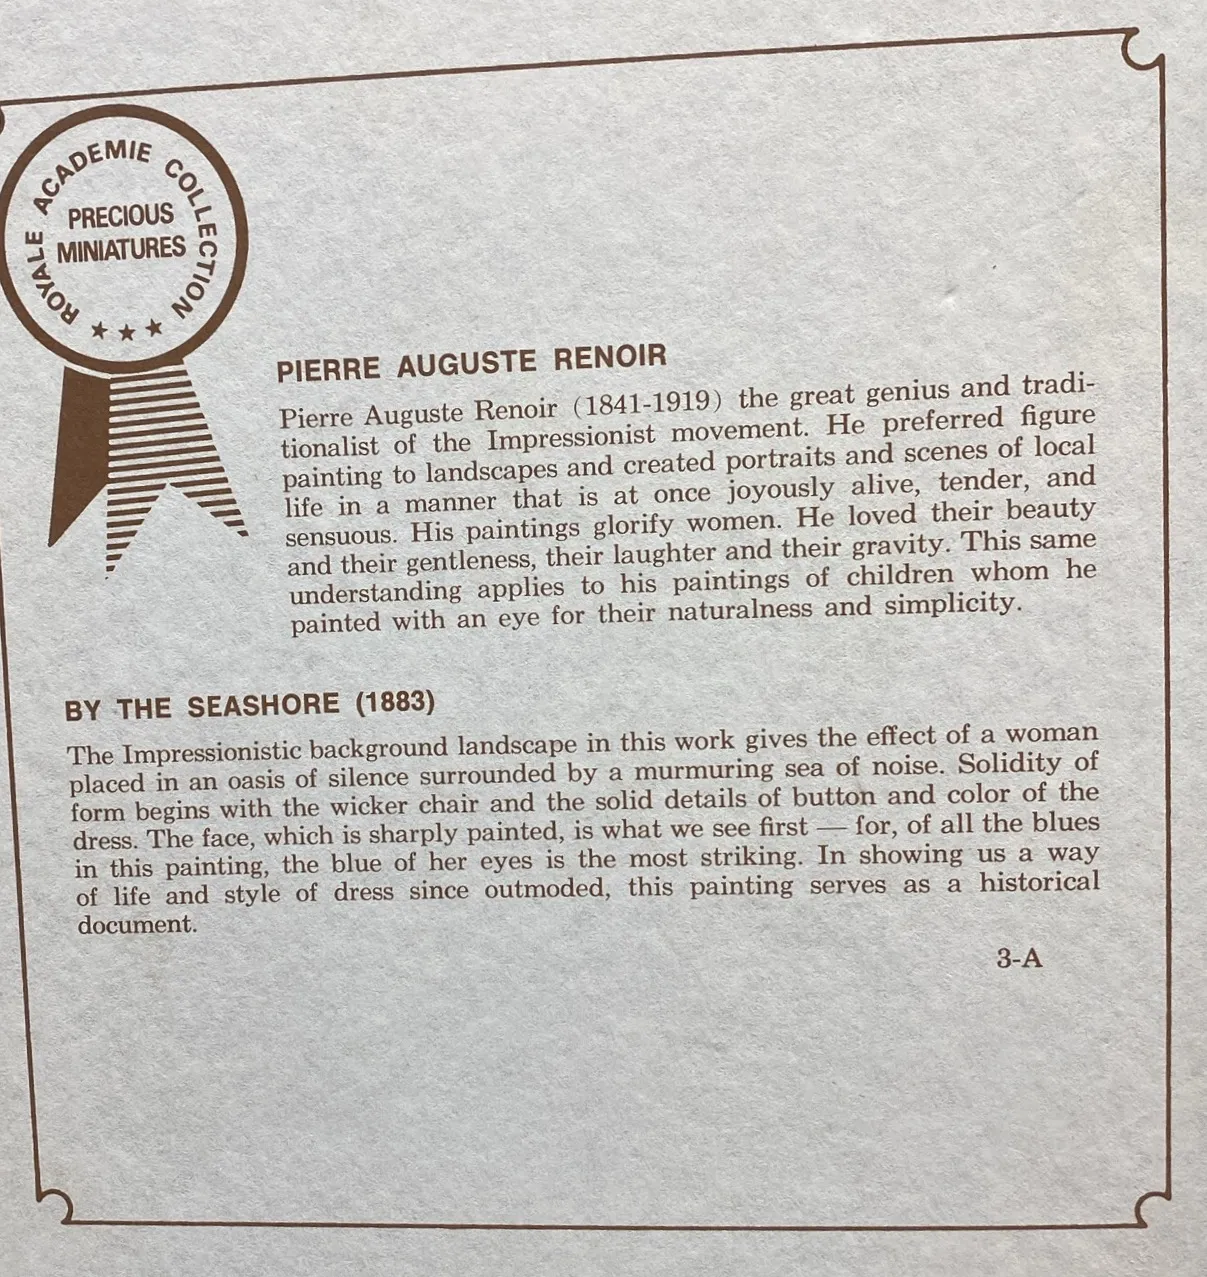 ROYALE ACADEMIE COLLECTION
PRECIOUS
MINIATURES
PIERRE AUGUSTE RENOIR
Pierre Auguste Renoir (1841-1919) the great genius and tradi-
tionalist of the Impressionist movement. He preferred figure
painting to landscapes and created portraits and scenes of local
life in a manner that is at once joyously alive, tender, and
sensuous. His paintings glorify women. He loved their beauty
and their gentleness, their laughter and their gravity. This same
understanding applies to his paintings of children whom he
painted with an eye for their naturalness and simplicity.
BY THE SEASHORE (1883)
The Impressionistic background landscape in this work gives the effect of a woman
placed in an oasis of silence surrounded by a murmuring sea of noise. Solidity of
form begins with the wicker chair and the solid details of button and color of the
dress. The face, which is sharply painted, is what we see first — for, of all the blues
in this painting, the blue of her eyes is the most striking. In showing us a way
of life and style of dress since outmoded, this painting serves as a historical
document.
3-A